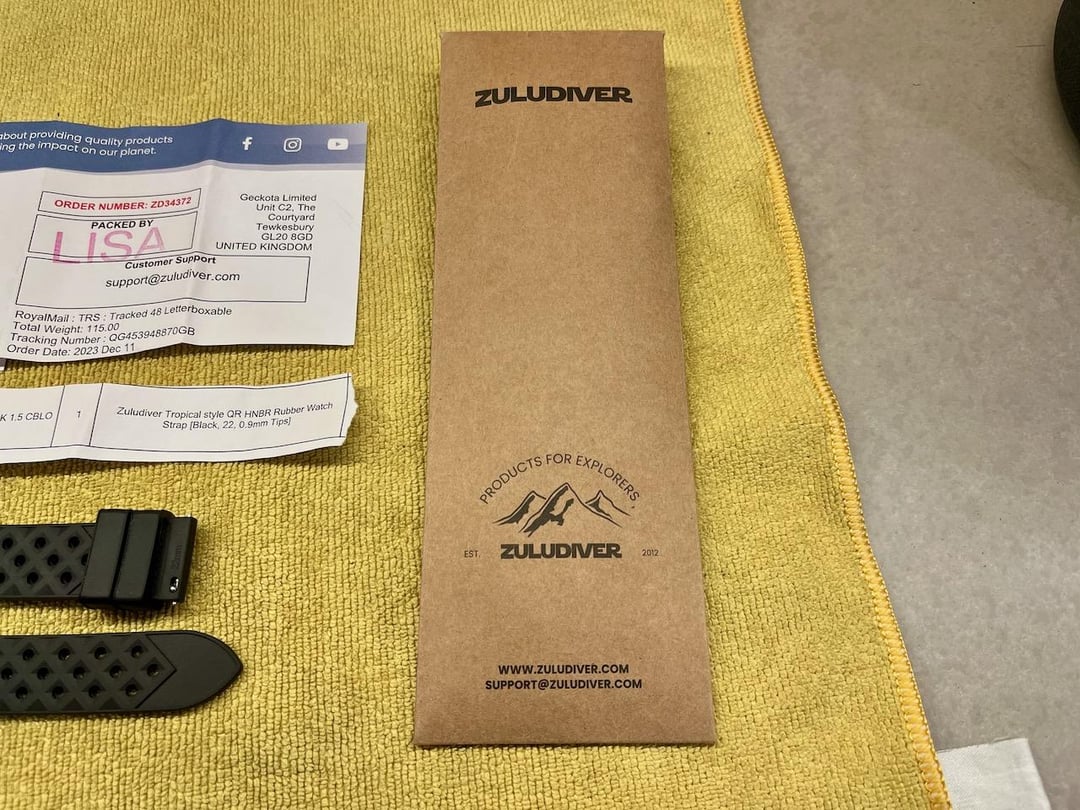 about providing quality products
ing the impact on our planet.
ORDER NUMBER: ZD34372
PACKED BY
LISA
Geckota Limited
Unit C2, The
Courtyard
Tewkesbury
GL20 8GD
UNITED KINGDOM
Customer Support
support@zuludiver.com
RoyalMail : TRS : Tracked 48 Letterboxable
Total Weight: 115.00
Tracking Number : QG453948870GB
Order Date: 2023 Dec 11
K 1.5 CBLO
1
Zuludiver Tropical style QR HNBR Rubber Watch
Strap [Black, 22, 0.9mm Tips]
22mm
ZULUDIVER
PRODUCTS FOR EXPLORERS.
EST.
ZULUDIVER
2012
WWW.ZULUDIVER.COM
SUPPORT@ZULUDIVER.COM